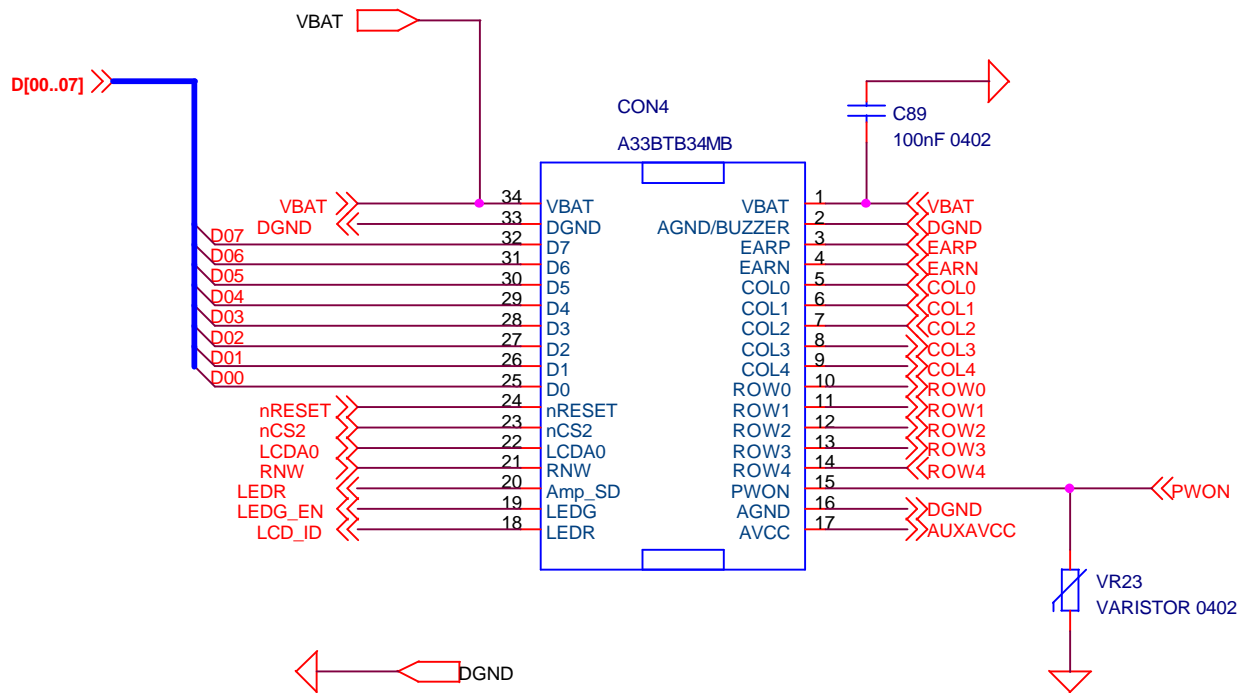 VBAT
D[00..07]
CON4
A33BTB34MB
C89
100nF 0402
VBAT 34 VBAT VBAT 1 VBAT
DGND 33 DGND AGND/BUZZER 2 DGND
D07 32 D7 EARP 3 EARP
D06 31 D6 EARN 4 EARN
D05 30 D5 COL0 5 COL0
D04 29 D4 COL1 6 COL1
D03 28 D3 COL2 7 COL2
D02 27 D2 COL3 8 COL3
D01 26 D1 COL4 9 COL4
D00 25 D0 ROW0 10 ROW0
nRESET 24 nRESET ROW1 11 ROW1
nCS2 23 nCS2 ROW2 12 ROW2
LCDA0 22 LCDA0 ROW3 13 ROW3
RNW 21 RNW ROW4 14 ROW4
LEDR 20 Amp_SD PWON 15 PWON
LEDG_EN 19 LEDG AGND 16 DGND
LCD_ID 18 LEDR AVCC 17 AUXAVCC
VR23
VARISTOR 0402
DGND